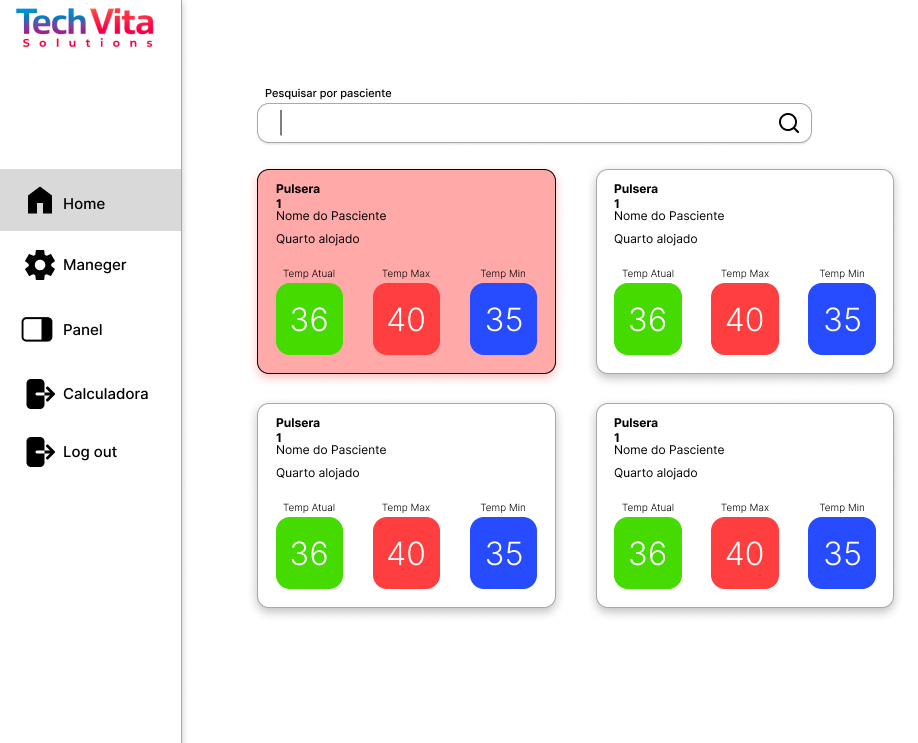 Tech Vita
Solutions
Pesquisar por pasciente
Home
Maneger
Panel
Calculadora
Log out
Pulsera
1
Nome do Pasciente
Quarto alojado
Temp Atual Temp Max Temp Min
36 40 35
Pulsera
1
Nome do Pasciente
Quarto alojado
Temp Atual Temp Max Temp Min
36 40 35
Pulsera
1
Nome do Pasciente
Quarto alojado
Temp Atual Temp Max Temp Min
36 40 35
Pulsera
1
Nome do Pasciente
Quarto alojado
Temp Atual Temp Max Temp Min
36 40 35